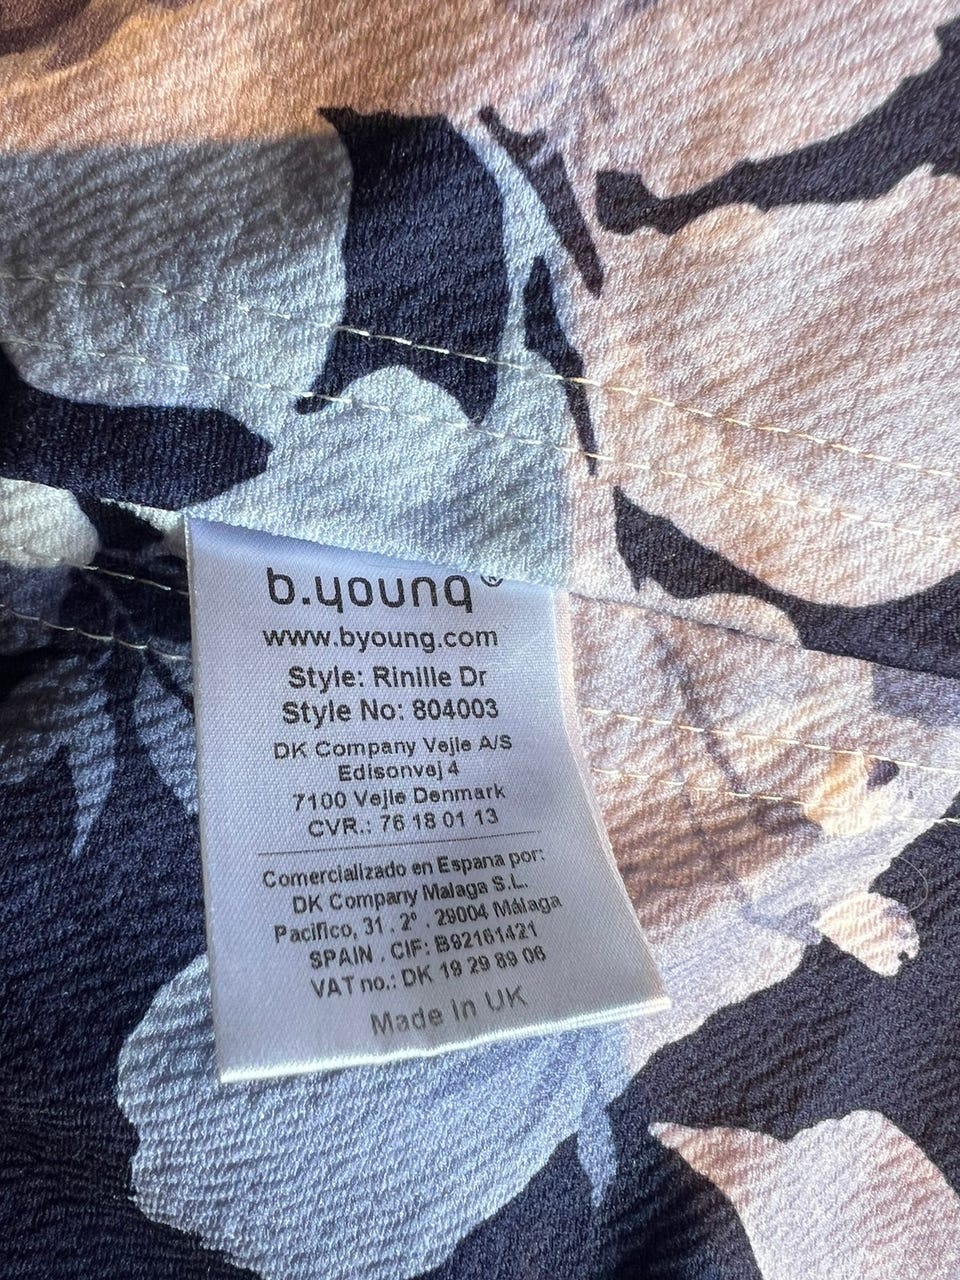 b.young®
www.byoung.com
Style: Rinille Dr
Style No: 804003
DK Company Vejle A/S
Edisonvej 4
7100 Vejle Denmark
CVR.: 76 18 01 13
Comercializado en Espana por:
DK Company Malaga S.L.
Pacifico, 31 . 2º . 29004 Málaga
SPAIN . CIF: B92161421
VAT no.: DK 19 29 89 06
Made in UK